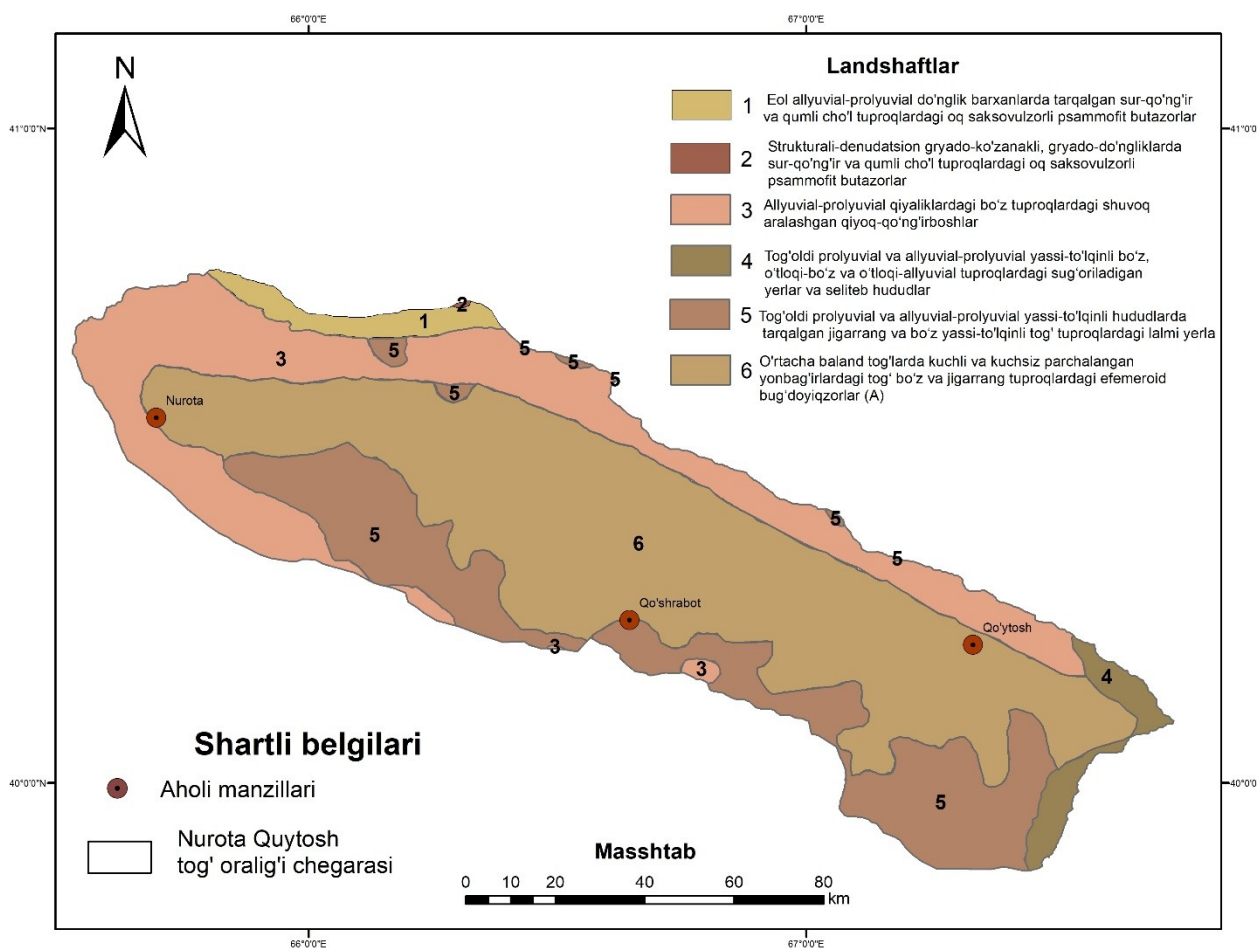 66°0'0"E
67°0'0"E
N
Landshaftlar
1 Eol allyuvial-prolyuvial do'nglik barxanlarda tarqalgan sur-qo'ng'ir
va qumli cho'l tuproqlardagi oq saksovulzorli psammofit butazorlar
2 Strukturali-denudatsion gryado-ko'zanakli, gryado-do'ngliklarda
sur-qo'ng'ir va qumli cho'l tuproqlardagi oq saksovulzorli
psammofit butazorlar
3 Allyuvial-prolyuvial qiyaliklardagi bo'z tuproqlardagi shuvoq
aralashgan qiyoq-qo'ng'irboshlar
4 Tog'oldi prolyuvial va allyuvial-prolyuvial yassi-to'lqinli bo'z,
o'tloqi-bo'z va o'tloqi-allyuvial tuproqlardagi sug'oriladigan
yerlar va seliteb hududlar
5 Tog'oldi prolyuvial va allyuvial-prolyuvial yassi-to'lqinli hududlarda
tarqalgan jigarrang va bo'z yassi-to'lqinli tog' tuproqlardagi lalmi yerla
6 O'rtacha baland tog'larda kuchli va kuchsiz parchalangan
yonbag'irlardagi tog' bo'z va jigarrang tuproqlardagi efemeroid
bug'doyiqzorlar (A)
41°0'0"N
41°0'0"
2
1
5
5
5
3
5
5
Nurota
5
5
6
5
Qo'shrabot
Qo'ytosh
3
3
4
5
Shartli belgilari
Aholi manzillari
Nurota Quytosh
tog' oralig'i chegarasi
40°0'0"N
40°0'0
Masshtab
0 10 20 40 60 80
km
66°0'0"E
67°0'0"E